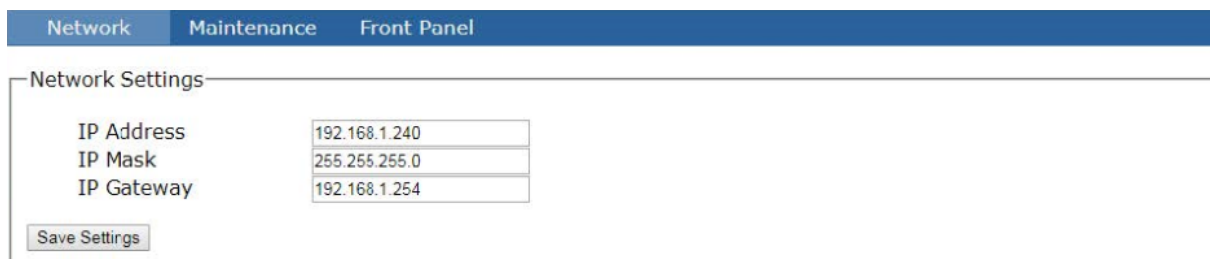 Network Maintenance Front Panel
Network Settings
IP Address 192.168.1.240
IP Mask 255.255.255.0
IP Gateway 192.168.1.254
Save Settings